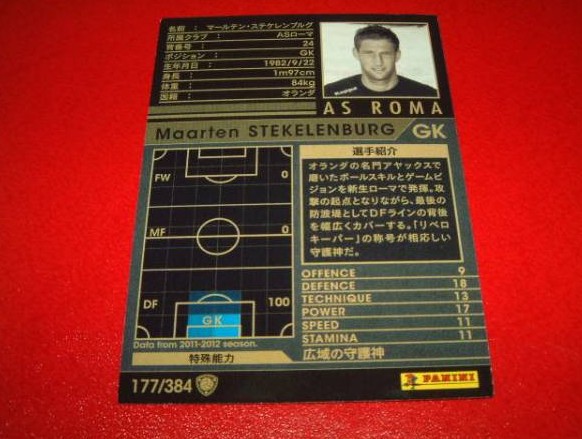 名前 : マールテン・ステケレンブルグ
所属クラブ : ASローマ
背番号 : 24
ポジション : GK
生年月日 : 1982/9/22
身長 : 1m97cm
体重 : 84kg
国籍 : オランダ
Kappa
AS ROMA
Maarten STEKELENBURG GK
選手紹介
オランダの名門アヤックスで
磨いたボールスキルとゲームビ
ジョンを新生ローマで発揮。攻
撃の起点となりながら、最後の
防波堤としてDFラインの背後
を幅広くカバーする。「リベロ
キーパー」の称号が相応しい
守護神だ。
FW 0
MF 0
DF 100
GK
Data from 2011-2012 season.
OFFENCE 9
DEFENCE 18
TECHNIQUE 13
POWER 17
SPEED 11
STAMINA 11
特殊能力
広域の守護神
177/384
PANINI